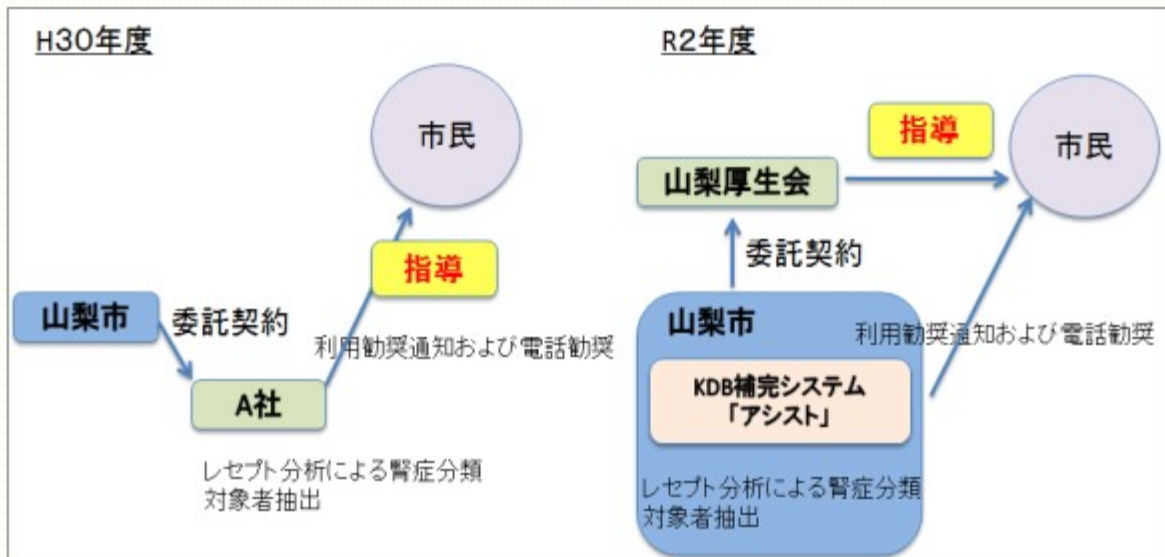 H30年度
市民
指導
山梨市
委託契約
利用勧奨通知および電話勧奨
A社
レセプト分析による腎症分類
対象者抽出
R2年度
指導
市民
山梨厚生会
委託契約
山梨市
利用勧奨通知および電話勧奨
KDB補完システム
「アシスト」
レセプト分析による腎症分類
対象者抽出